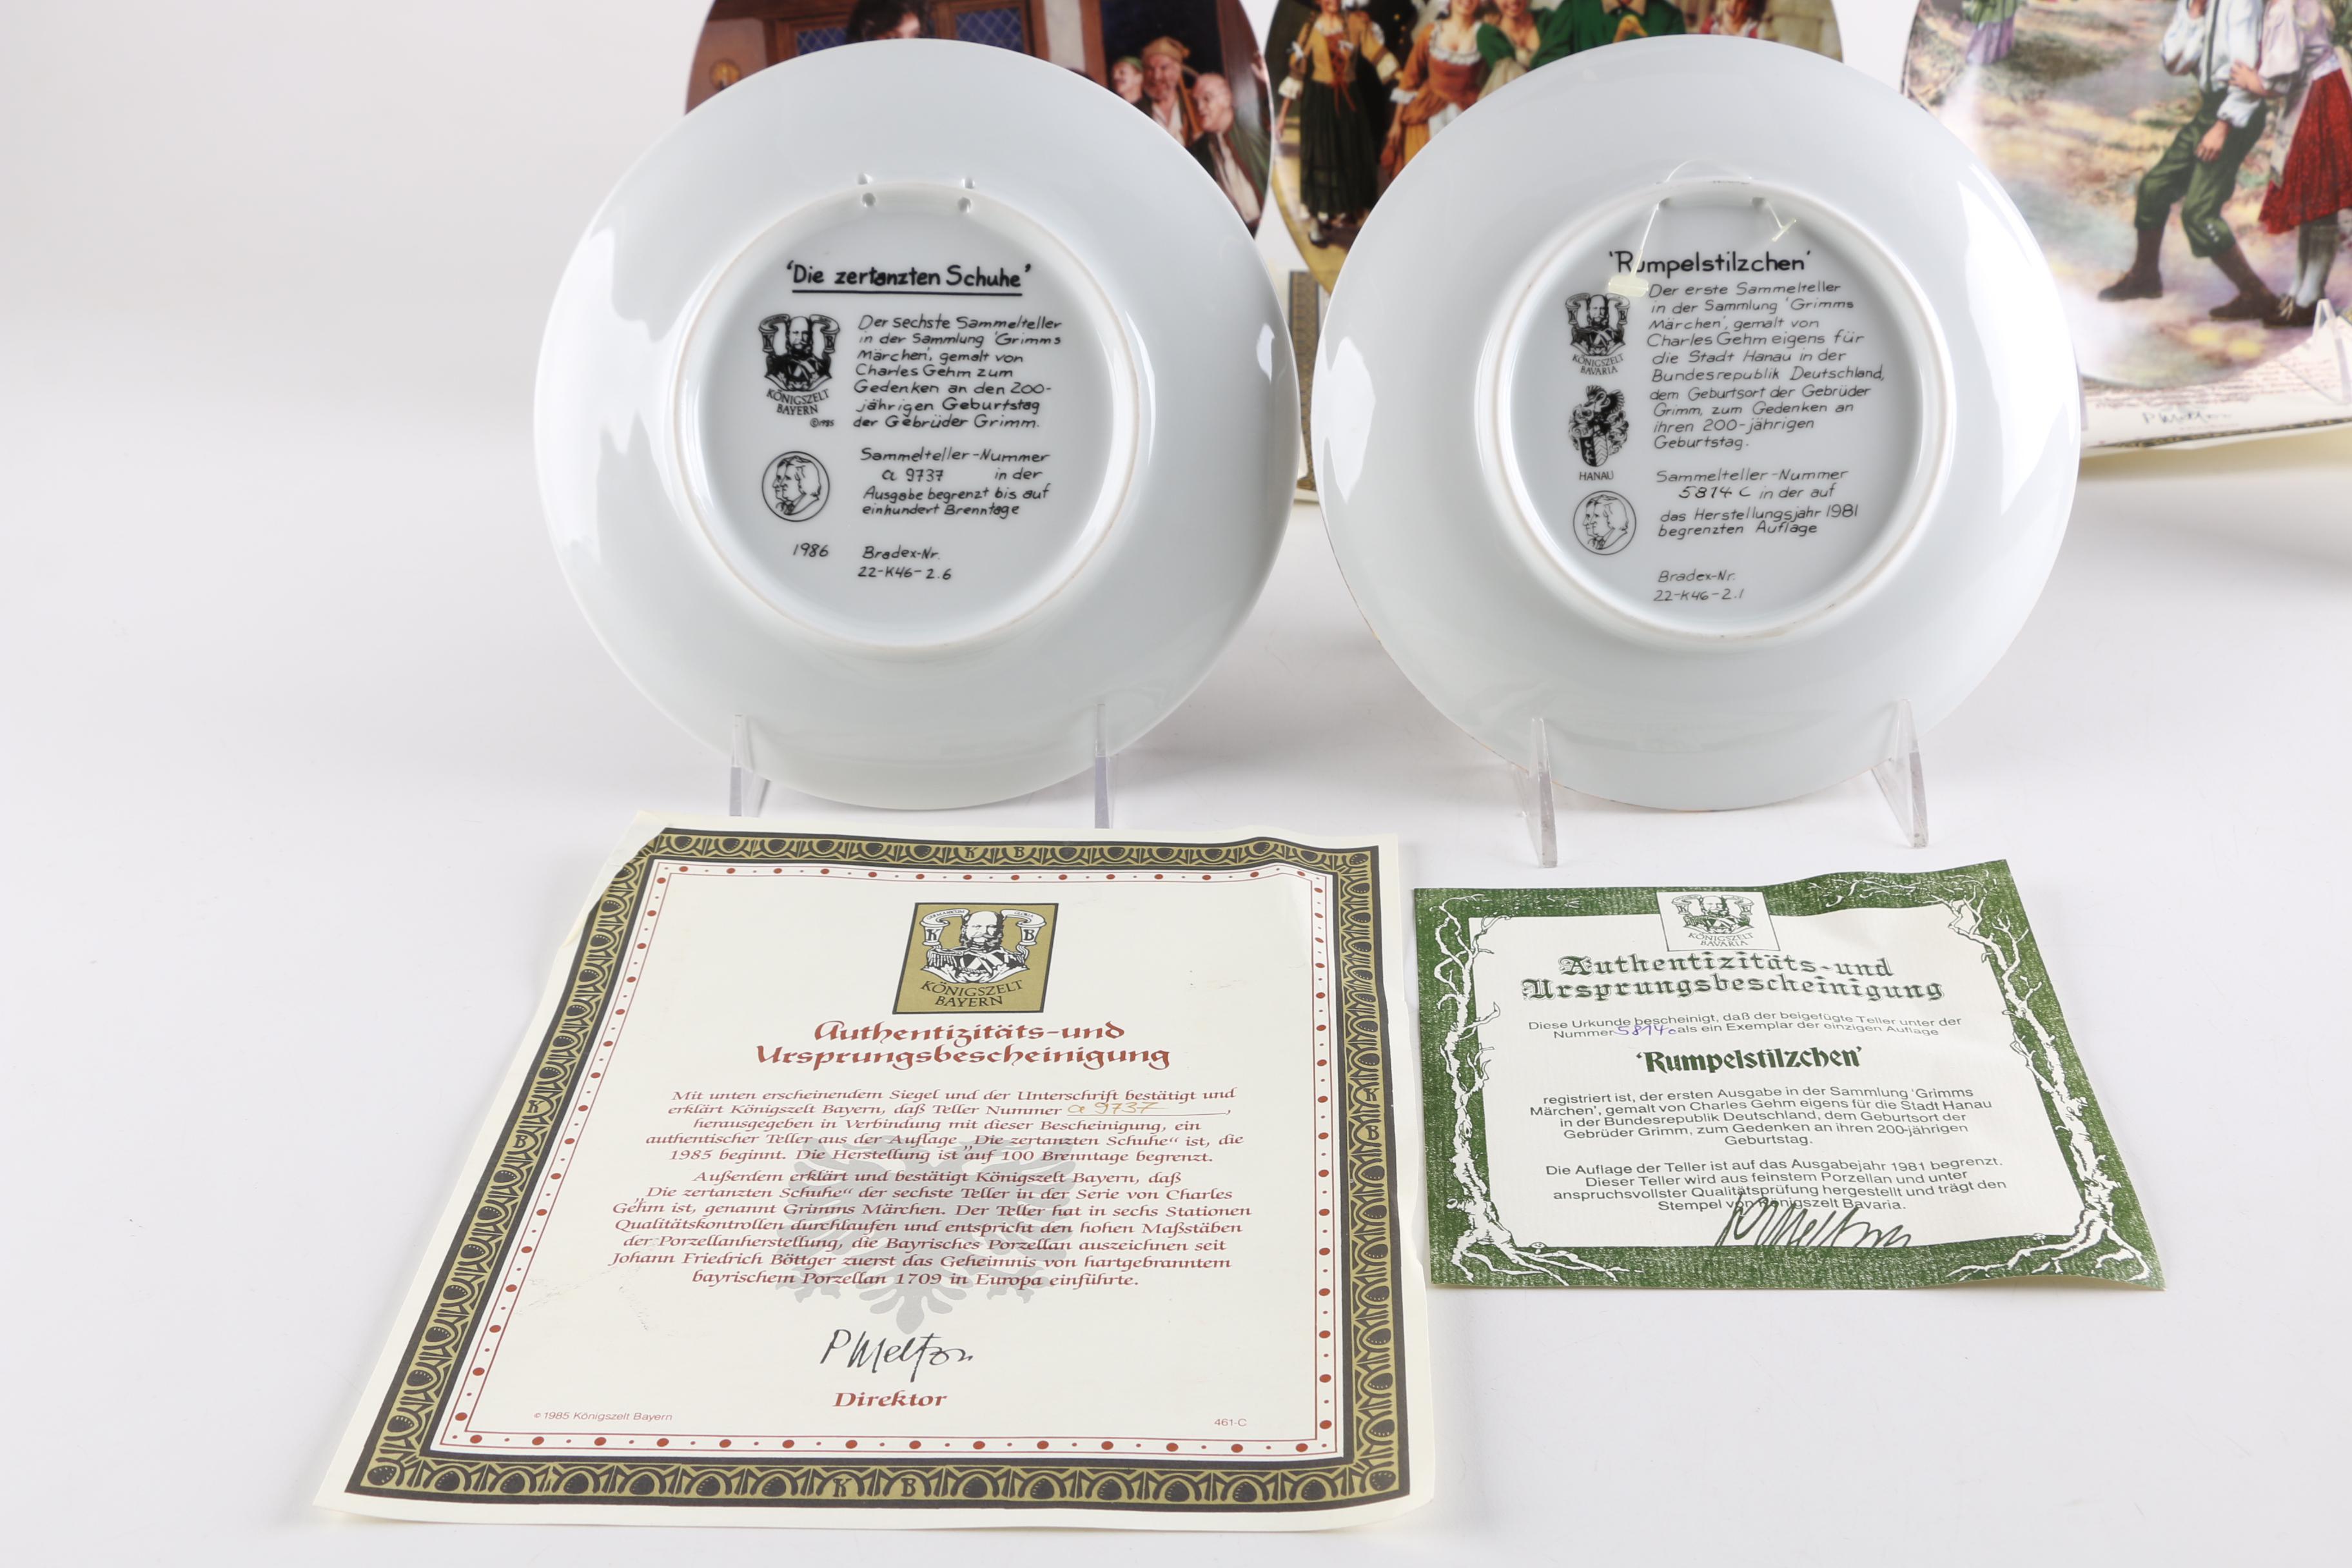 'Die zertanzten Schuhe'
KÖNIGSZELT
BAYERN
©1985
Der sechste Sammelteller
in der Sammlung 'Grimms
Märchen', gemalt von
Charles Gehm zum
Gedenken an den 200-
jährigen Geburtstag
der Gebrüder Grimm.
Sammelteller-Nummer
a 9737 in der
Ausgabe begrenzt bis auf
einhundert Brenntage
1986 Bradex-Nr.
22-K46-2.6
'Rumpelstilzchen'
KÖNIGSZELT
BAVARIA
HANAU
Der erste Sammelteller
in der Sammlung 'Grimms
Märchen', gemalt von
Charles Gehm eigens für
die Stadt Hanau in der
Bundesrepublik Deutschland,
dem Geburtsort der Gebrüder
Grimm, zum Gedenken an
ihren 200-jährigen
Geburtstag.
Sammelteller-Nummer
5814 C in der auf
das Herstellungsjahr 1981
begrenzten Auflage
Bradex-Nr.
22-K46-2.1
PMelton
K B
K B
KÖNIGSZELT
BAYERN
Authentizitäts-und
Ursprungsbescheinigung
Mit unten erscheinendem Siegel und der Unterschrift bestätigt und
erklärt Königszelt Bayern, daß Teller Nummer a 9737,
herausgegeben in Verbindung mit dieser Bescheinigung, ein
authentischer Teller aus der Auflage „Die zertanzten Schuhe“ ist, die
1985 beginnt. Die Herstellung ist auf 100 Brenntage begrenzt.
Außerdem erklärt und bestätigt Königszelt Bayern, daß
„Die zertanzten Schuhe“ der sechste Teller in der Serie von Charles
Gehm ist, genannt Grimms Märchen. Der Teller hat in sechs Stationen
Qualitätskontrollen durchlaufen und entspricht den hohen Maßstäben
der Porzellanherstellung, die Bayrisches Porzellan auszeichnen seit
Johann Friedrich Böttger zuerst das Geheimnis von hartgebranntem
bayrischem Porzellan 1709 in Europa einführte.
PMelton
Direktor
© 1985 Königszelt Bayern
461-C
K B
K B
KÖNIGSZELT
BAVARIA
Authentizitäts-und
Ursprungsbescheinigung
Diese Urkunde bescheinigt, daß der beigefügte Teller unter der
Nummer 5814c als ein Exemplar der einzigen Auflage
'Rumpelstilzchen'
registriert ist, der ersten Ausgabe in der Sammlung 'Grimms
Märchen', gemalt von Charles Gehm eigens für die Stadt Hanau
in der Bundesrepublik Deutschland, dem Geburtsort der
Gebrüder Grimm, zum Gedenken an ihren 200-jährigen
Geburtstag.
Die Auflage der Teller ist auf das Ausgabejahr 1981 begrenzt.
Dieser Teller wird aus feinstem Porzellan und unter
anspruchsvollster Qualitätsprüfung hergestellt und trägt den
Stempel von Königszelt Bavaria.
PMelton